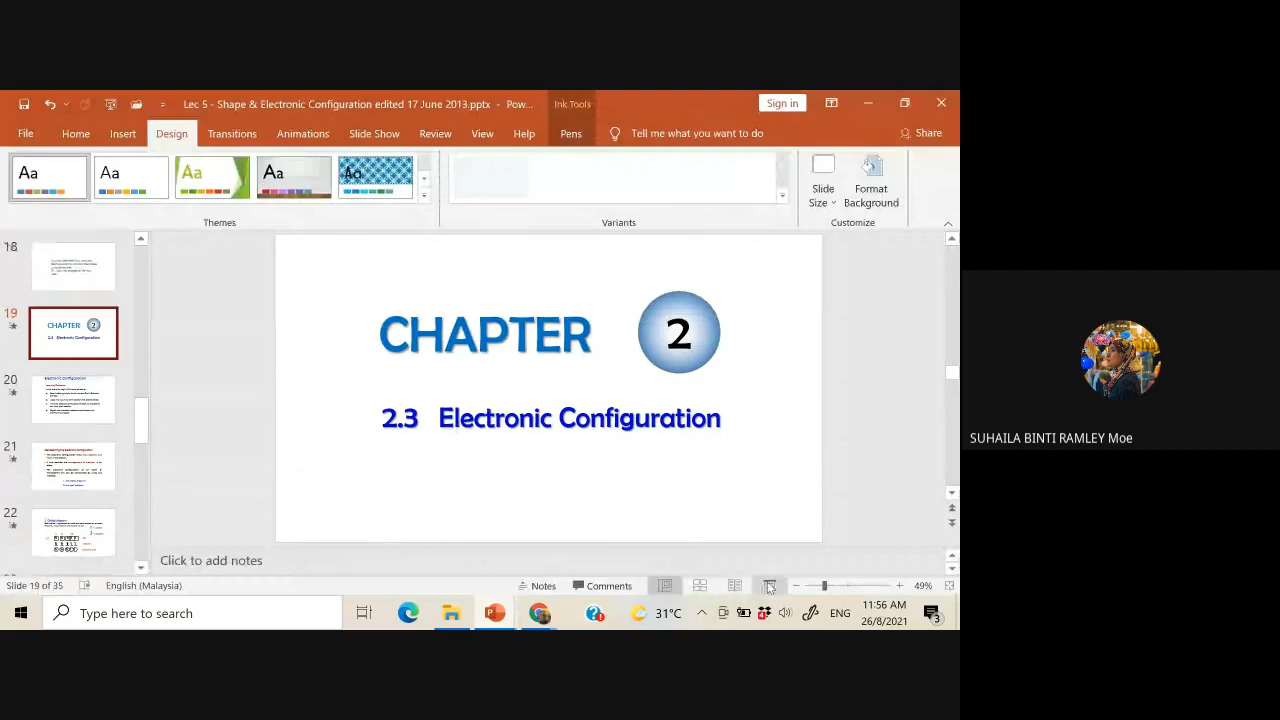 Lec 5 - Shape & Electronic Configuration edited 17 June 2013.pptx - Pow...
Ink Tools
Sign in
File
Home
Insert
Design
Transitions
Animations
Slide Show
Review
View
Help
Pens
Tell me what you want to do
Share
Aa
Aa
Aa
Aa
Aa
Slide Size
Format Background
Themes
Variants
Customize
18
19
CHAPTER 2
2.3 Electronic Configuration
20
Electronic Configuration
21
22
CHAPTER 2
2.3 Electronic Configuration
Click to add notes
Slide 19 of 35
English (Malaysia)
Notes
Comments
49%
Type here to search
31°C
ENG
11:56 AM
26/8/2021
3
SUHAILA BINTI RAMLEY Moe